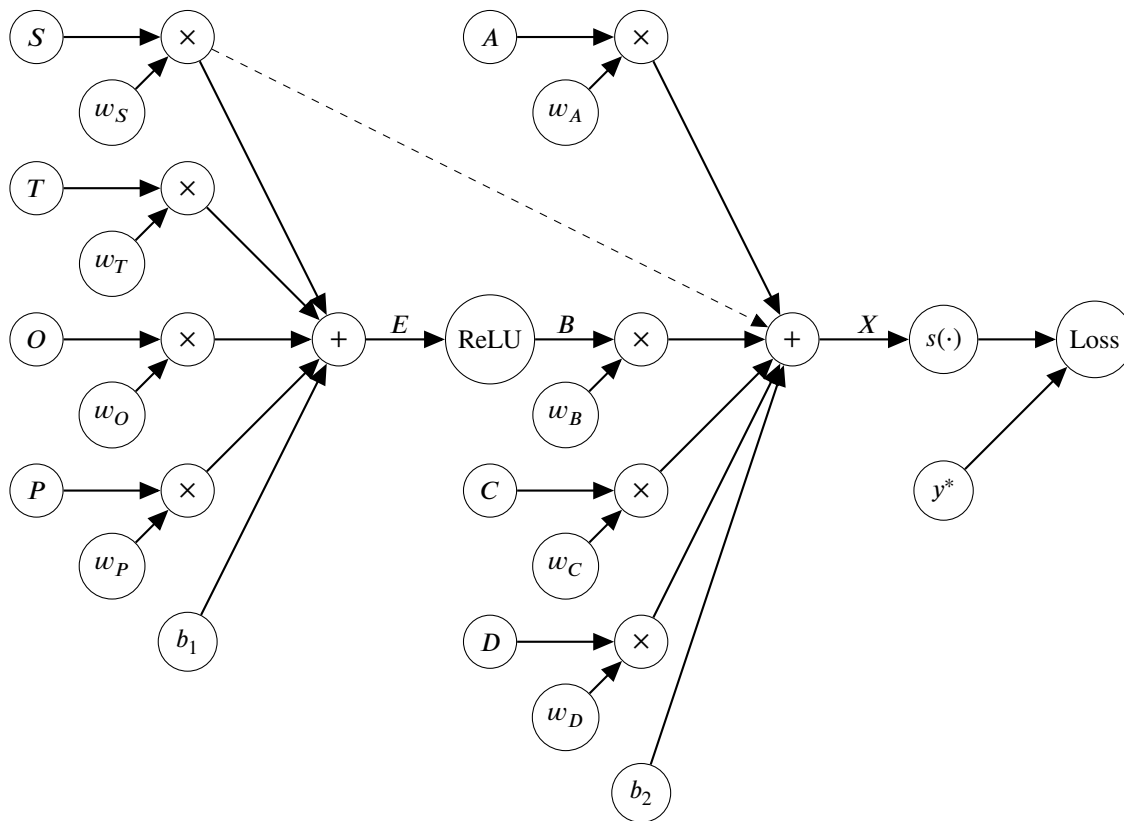 S × A ×
w_S w_A
T ×
w_T
O × + E ReLU B × + X s(·) Loss
w_O w_B
P × C × y*
w_P w_C
b_1 D ×
w_D
b_2